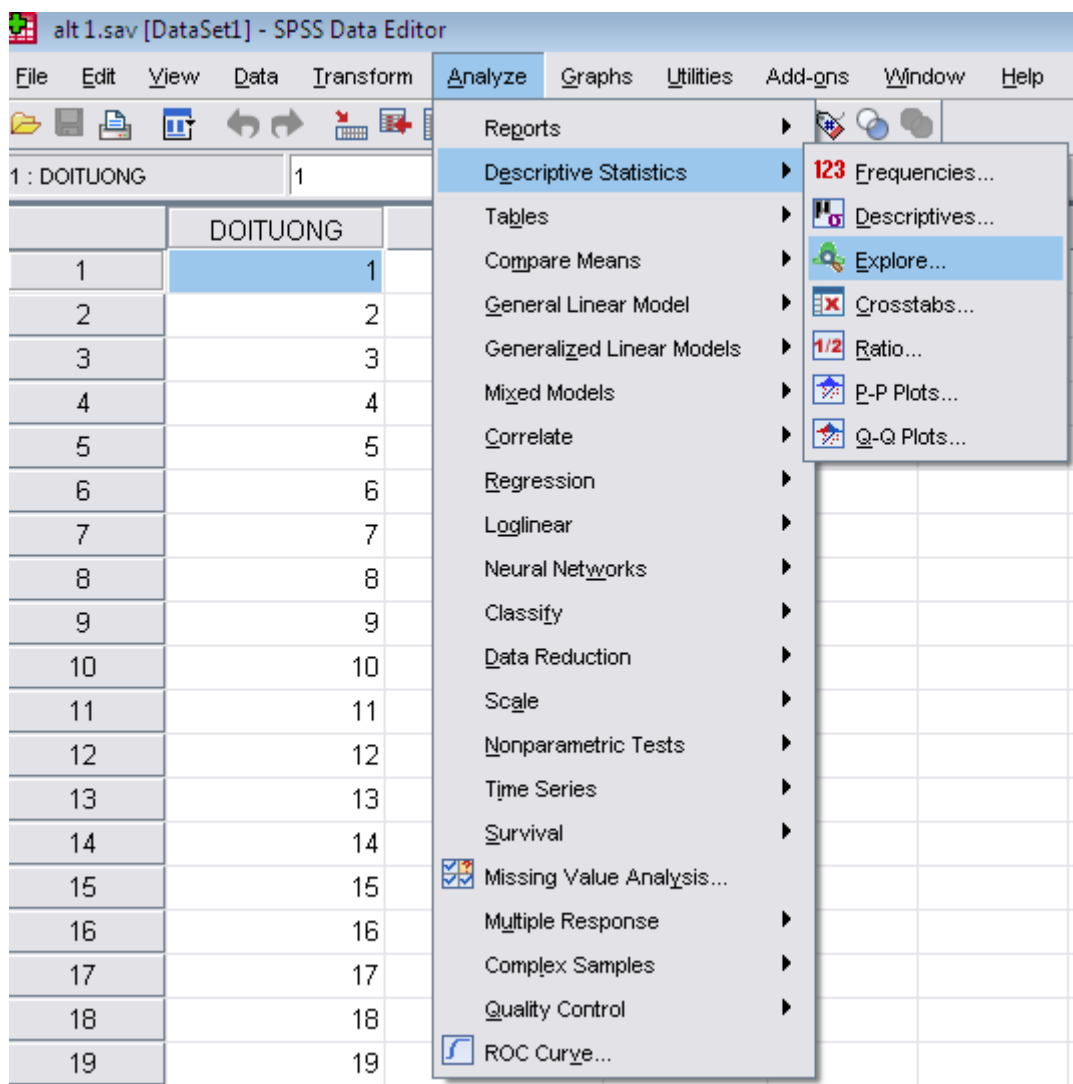 alt 1.sav [DataSet1] - SPSS Data Editor
File Edit View Data Transform Analyze Graphs Utilities Add-ons Window Help
1 : DOITUONG 1
DOITUONG
1 1
2 2
3 3
4 4
5 5
6 6
7 7
8 8
9 9
10 10
11 11
12 12
13 13
14 14
15 15
16 16
17 17
18 18
19 19
Reports
Descriptive Statistics
Tables
Compare Means
General Linear Model
Generalized Linear Models
Mixed Models
Correlate
Regression
Loglinear
Neural Networks
Classify
Data Reduction
Scale
Nonparametric Tests
Time Series
Survival
Missing Value Analysis...
Multiple Response
Complex Samples
Quality Control
ROC Curve...
123 Frequencies...
μ σ Descriptives...
Explore...
Crosstabs...
1/2 Ratio...
P-P Plots...
Q-Q Plots...